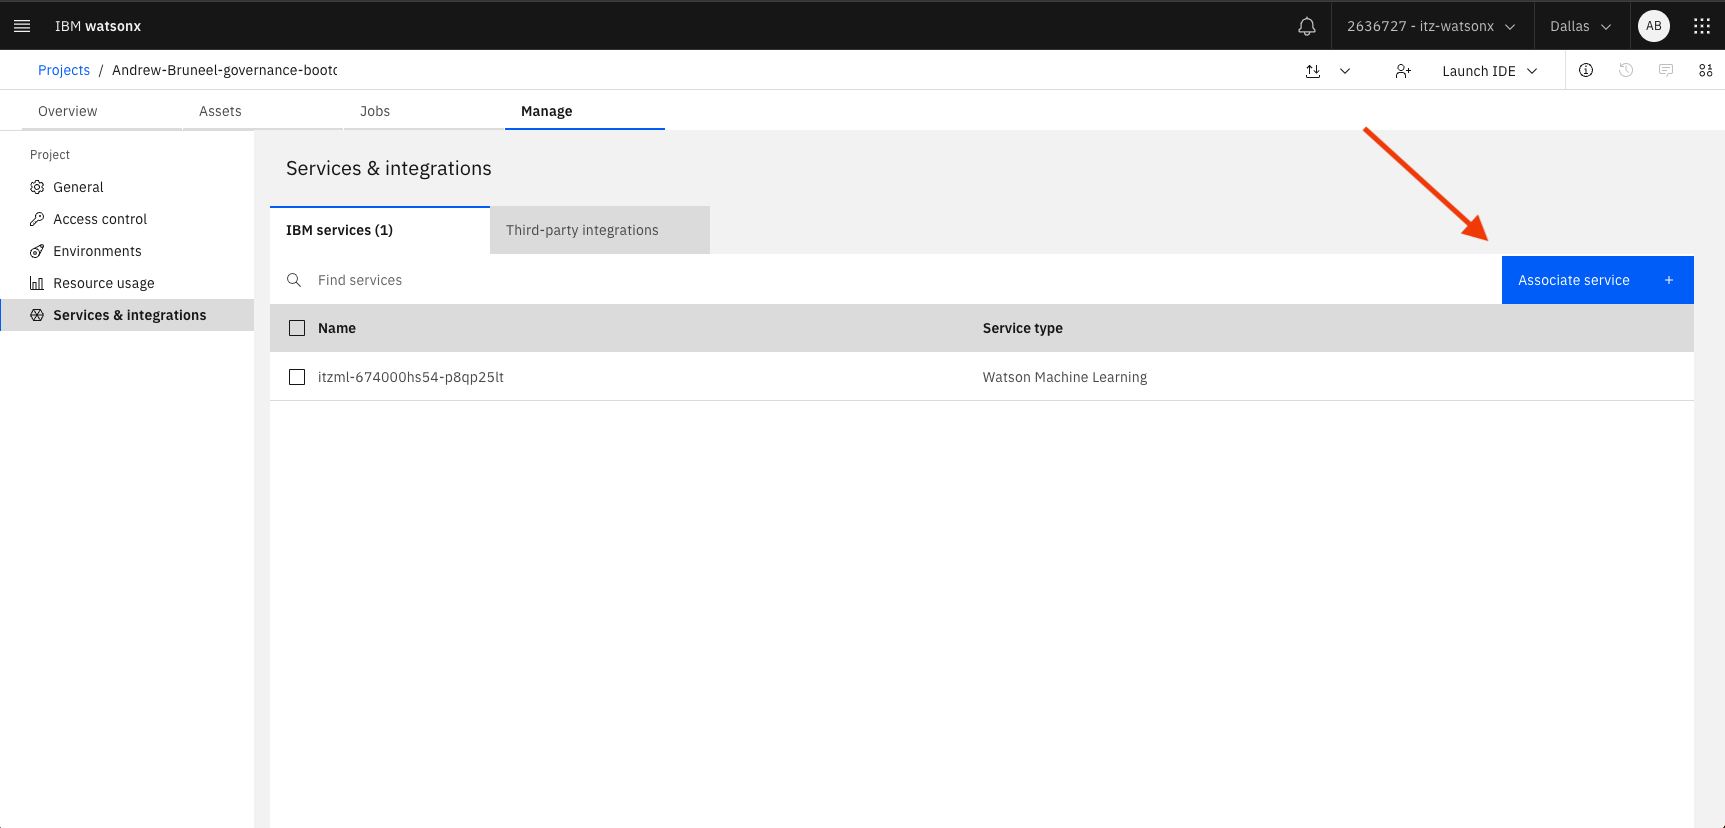 IBM watsonx
2636727 - itz-watsonx
Dallas
AB
Projects / Andrew-Bruneel-governance-bootc
Launch IDE
Overview
Assets
Jobs
Manage
Project
General
Access control
Environments
Resource usage
Services & integrations
Services & integrations
IBM services (1)
Third-party integrations
Find services
Associate service +
Name
Service type
itzml-674000hs54-p8qp25lt
Watson Machine Learning